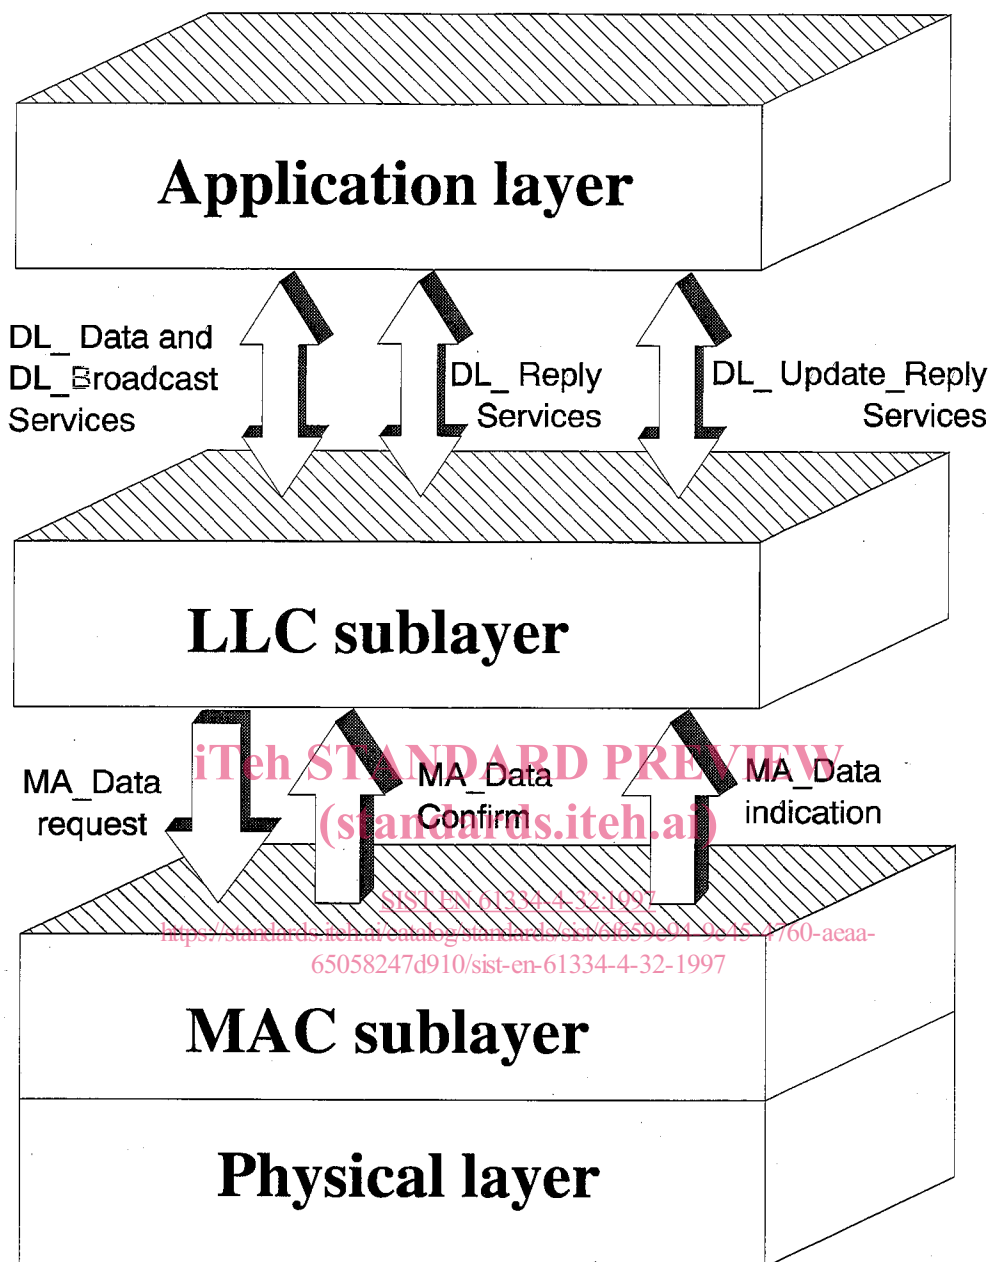 Application layer
DL_ Data and
DL_Broadcast
Services
DL_ Reply
Services
DL_ Update_Reply
Services
LLC sublayer
iTeh STANDARD PREVIEW
(standards.iteh.ai)
MA_Data
request
MA_Data
Confirm
MA_Data
indication
SIST EN 61334-4-32:1997
https://standards.iteh.ai/catalog/standards/sist/6f659c94-9c45-4760-aeaa-
65058247d910/sist-en-61334-4-32-1997
MAC sublayer
Physical layer